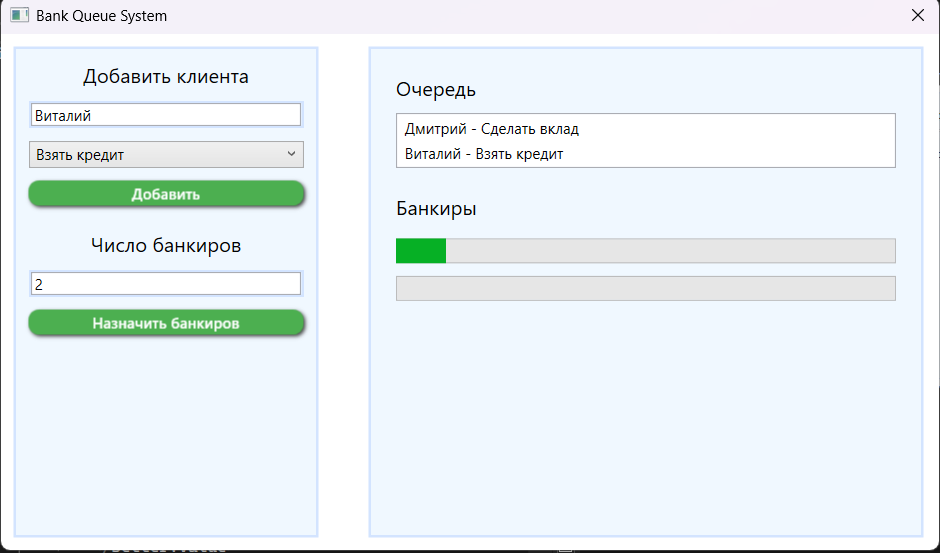 Bank Queue System
Добавить клиента
Виталий
Взять кредит
Добавить
Число банкиров
2
Назначить банкиров
Очередь
Дмитрий - Сделать вклад
Виталий - Взять кредит
Банкиры